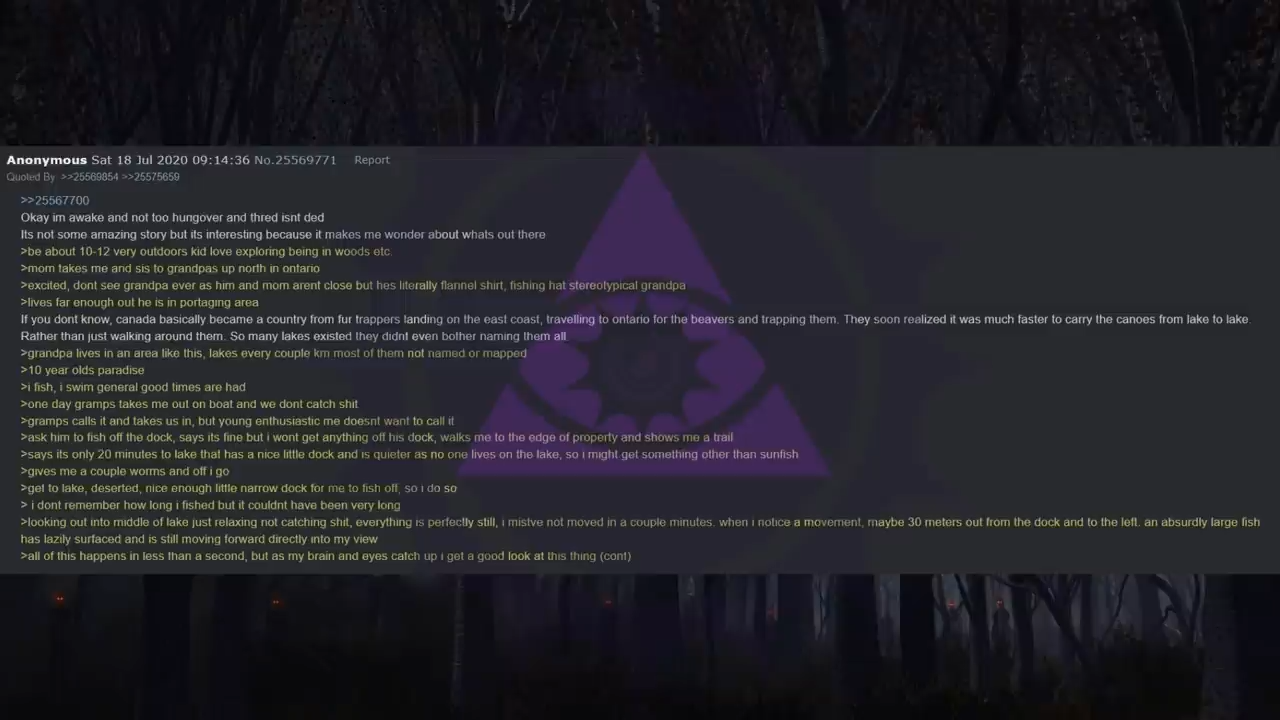 Anonymous Sat 18 Jul 2020 09:14:36 No.25569771 Report
Quoted By: >>25569854 >>25575659
>>25567700
Okay im awake and not too hungover and thred isnt ded
Its not some amazing story but its interesting because it makes me wonder about whats out there
>be about 10-12 very outdoors kid love exploring being in woods etc.
>mom takes me and sis to grandpas up north in ontario
>excited, dont see grandpa ever as him and mom arent close but hes literally flannel shirt, fishing hat stereotypical grandpa
>lives far enough out he is in portaging area
If you dont know, canada basically became a country from fur trappers landing on the east coast, travelling to ontario for the beavers and trapping them. They soon realized it was much faster to carry the canoes from lake to lake.
Rather than just walking around them. So many lakes existed they didnt even bother naming them all
>grandpa lives in an area like this, lakes every couple km most of them not named or mapped
>10 year olds paradise
>i fish, i swim general good times are had
>one day gramps takes me out on boat and we dont catch shit
>gramps calls it and takes us in, but young enthusiastic me doesnt want to call it
>ask him to fish off the dock, says its fine but i wont get anything off his dock, walks me to the edge of property and shows me a trail
>says its only 20 minutes to lake that has a nice little dock and is quieter as no one lives on the lake, so i might get something other than sunfish
>gives me a couple worms and off i go
>get to lake, deserted, nice enough little narrow dock for me to fish off, so i do so
> i dont remember how long i fished but it couldnt have been very long
>looking out into middle of lake just relaxing not catching shit, everything is perfectly still, i mistve not moved in a couple minutes. when i notice a movement, maybe 30 meters out from the dock and to the left. an absurdly large fish
has lazily surfaced and is still moving forward directly into my view
>all of this happens in less than a second, but as my brain and eyes catch up i get a good look at this thing (cont)